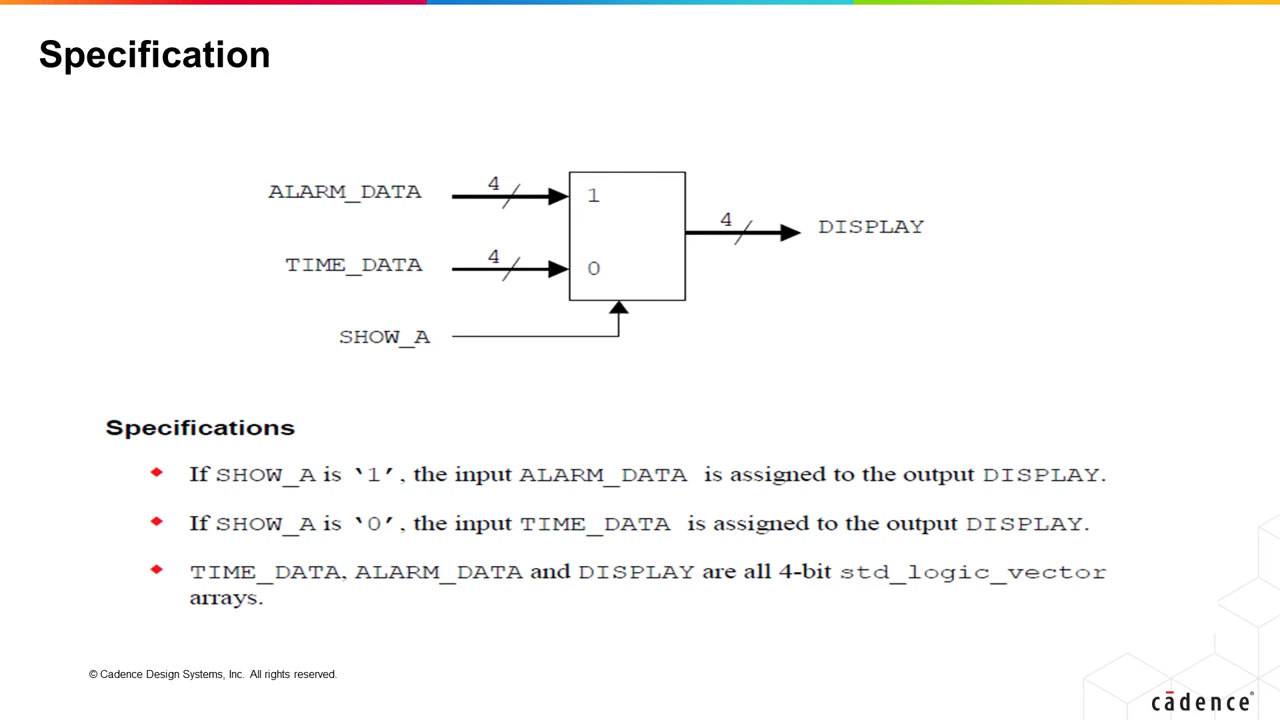 Specification
ALARM_DATA 4 1
4 DISPLAY
TIME_DATA 4 0
SHOW_A
Specifications
If SHOW_A is ‘1’, the input ALARM_DATA is assigned to the output DISPLAY.
If SHOW_A is ‘0’, the input TIME_DATA is assigned to the output DISPLAY.
TIME_DATA, ALARM_DATA and DISPLAY are all 4-bit std_logic_vector
arrays.
© Cadence Design Systems, Inc. All rights reserved.
cādence®